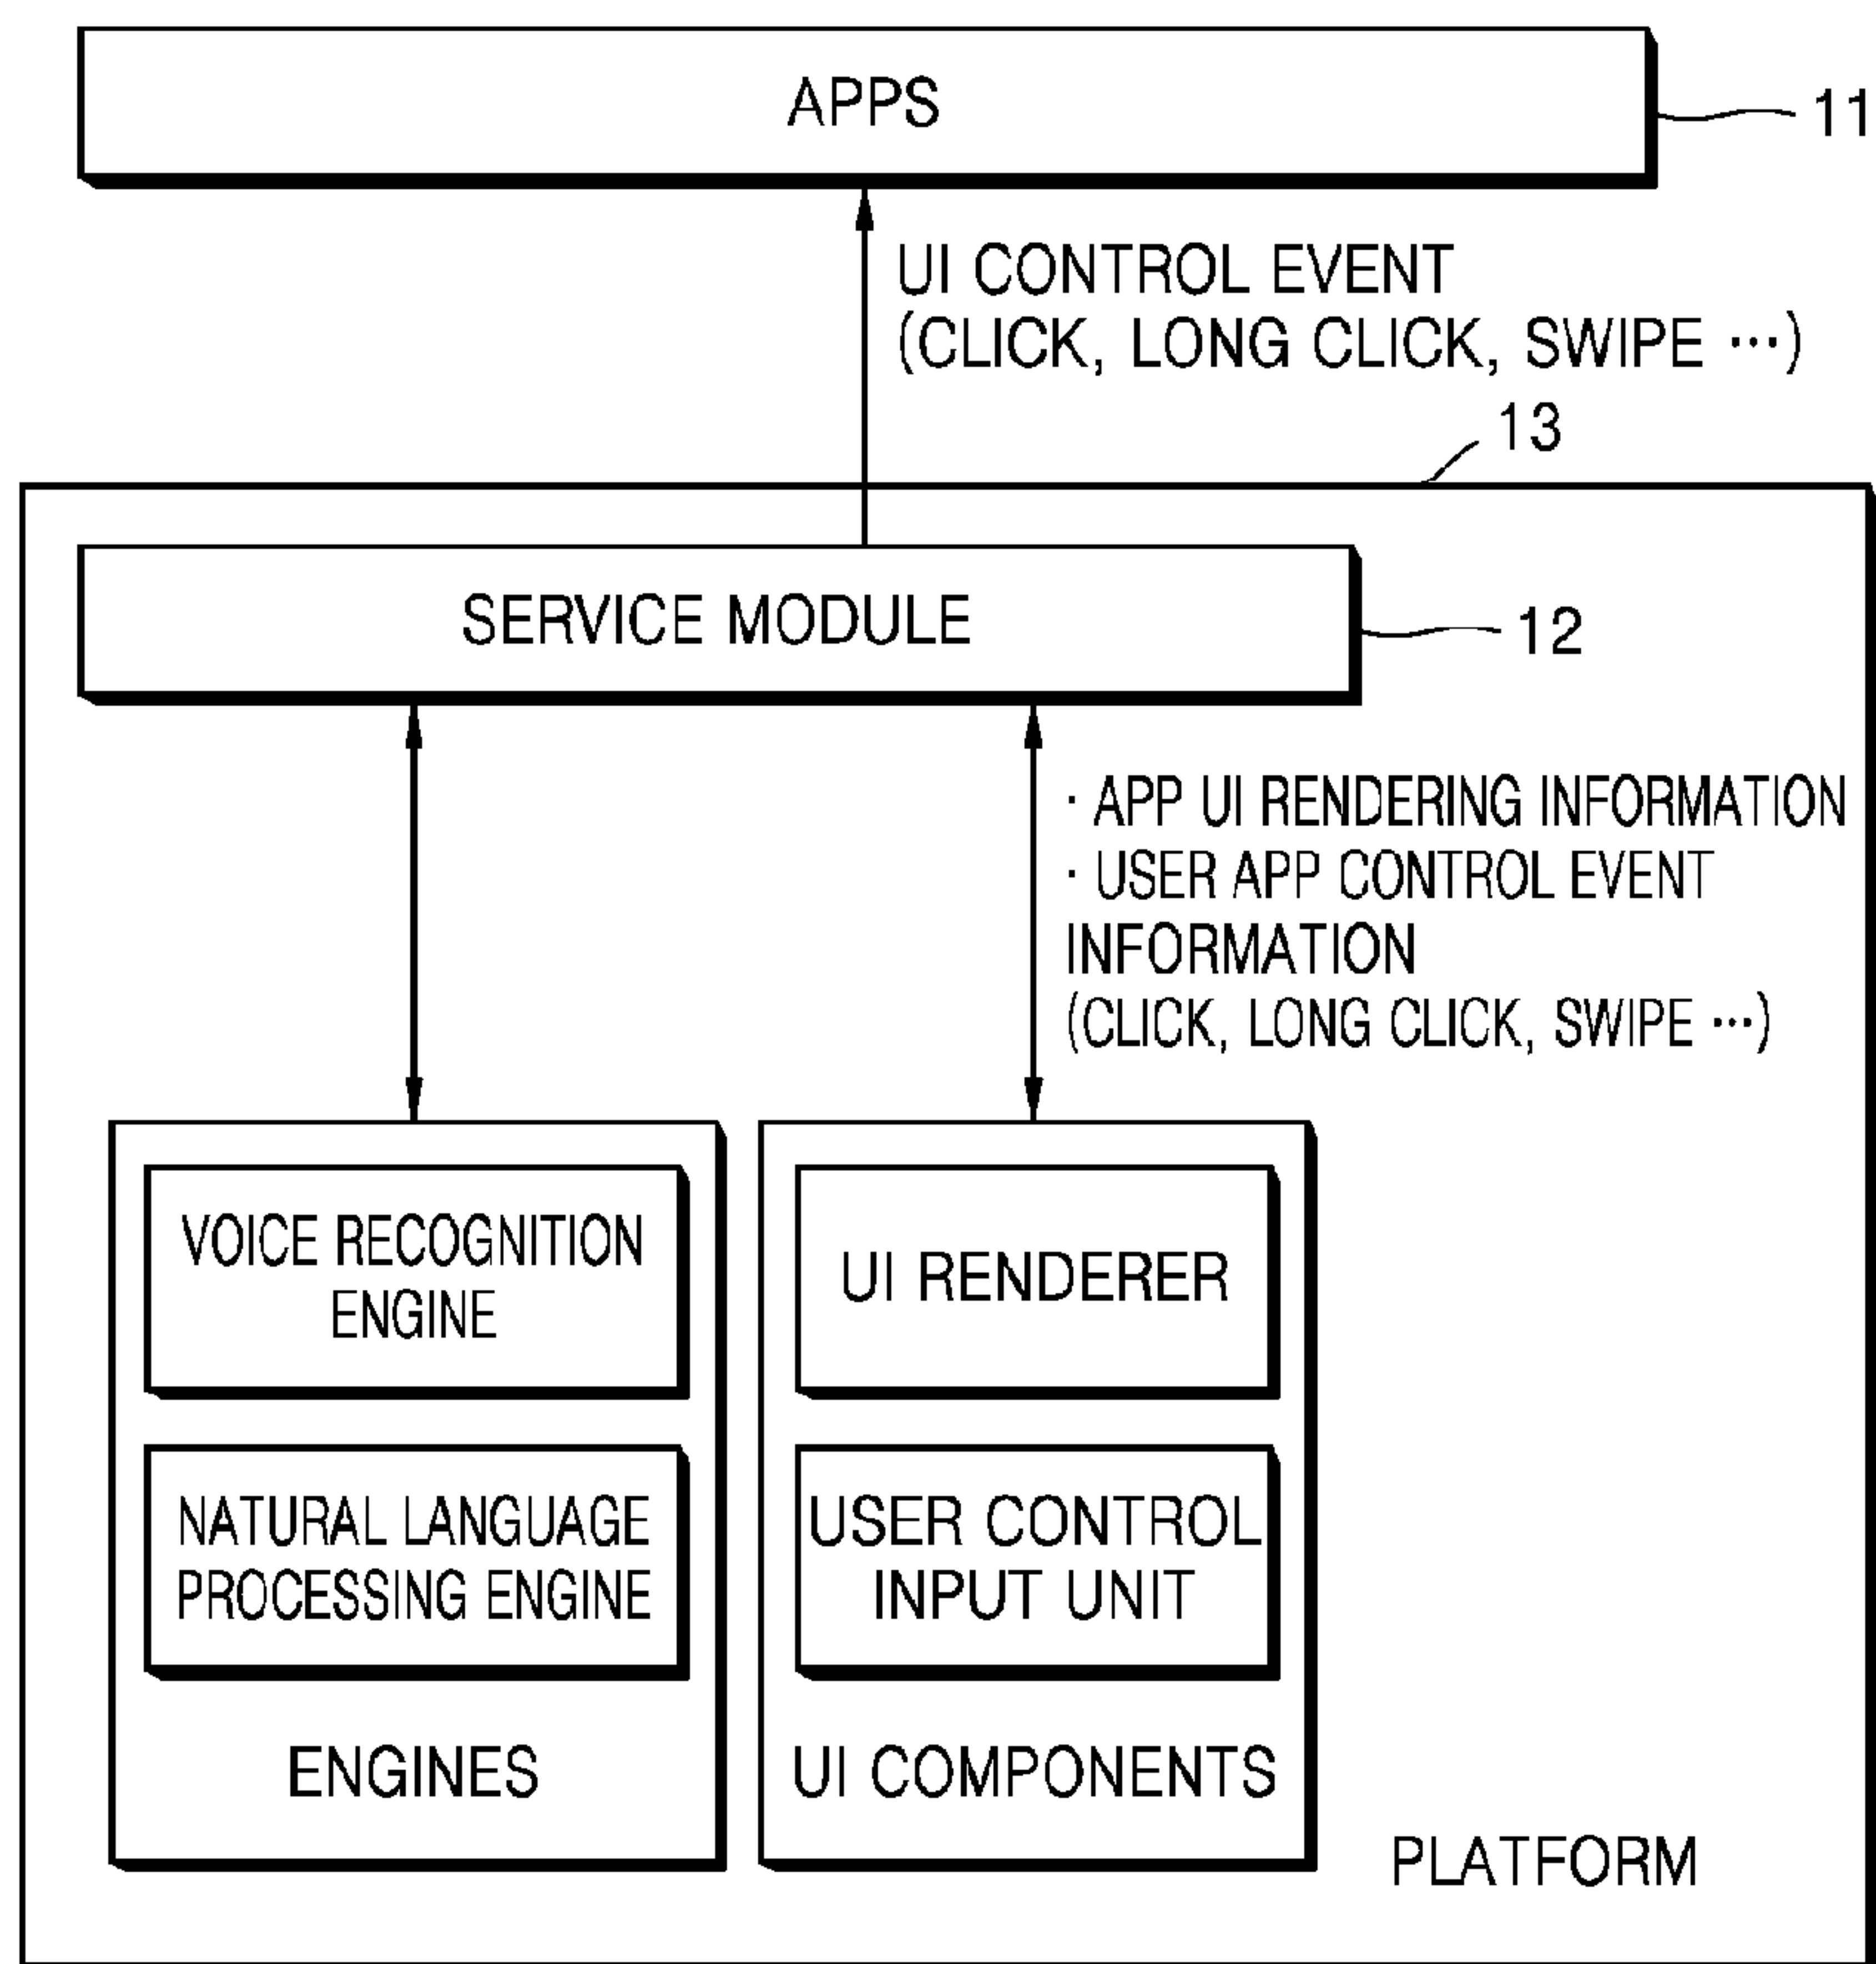 APPS
11
UI CONTROL EVENT
(CLICK, LONG CLICK, SWIPE ⋯)
13
SERVICE MODULE
12
· APP UI RENDERING INFORMATION
· USER APP CONTROL EVENT
INFORMATION
(CLICK, LONG CLICK, SWIPE ⋯)
VOICE RECOGNITION
ENGINE
NATURAL LANGUAGE
PROCESSING ENGINE
ENGINES
UI RENDERER
USER CONTROL
INPUT UNIT
UI COMPONENTS
PLATFORM